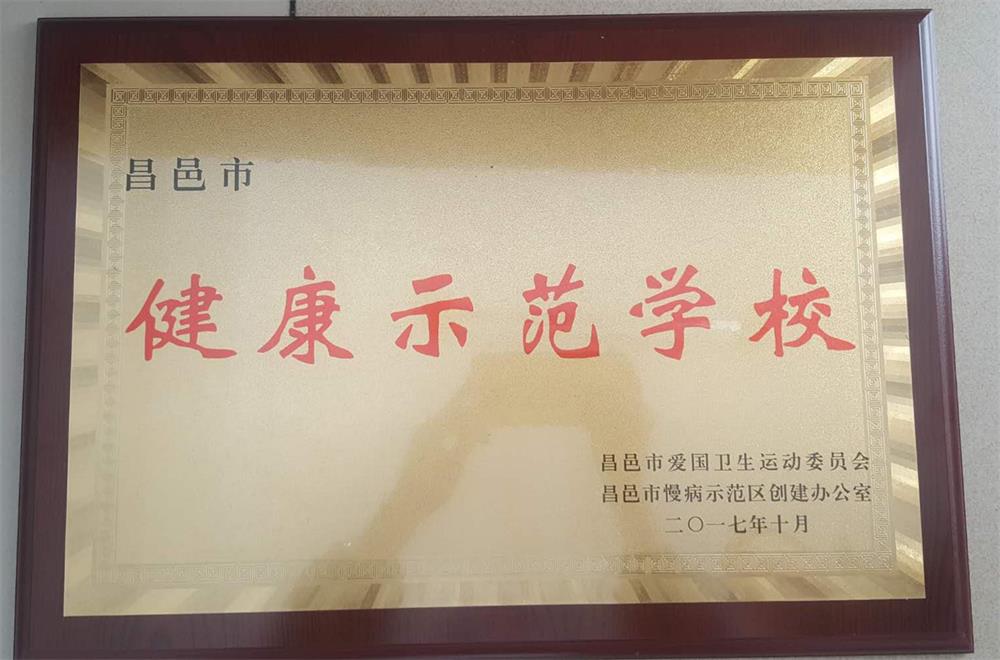 昌邑市
健康示范学校
昌邑市爱国卫生运动委员会
昌邑市慢病示范区创建办公室
二〇一七年十月